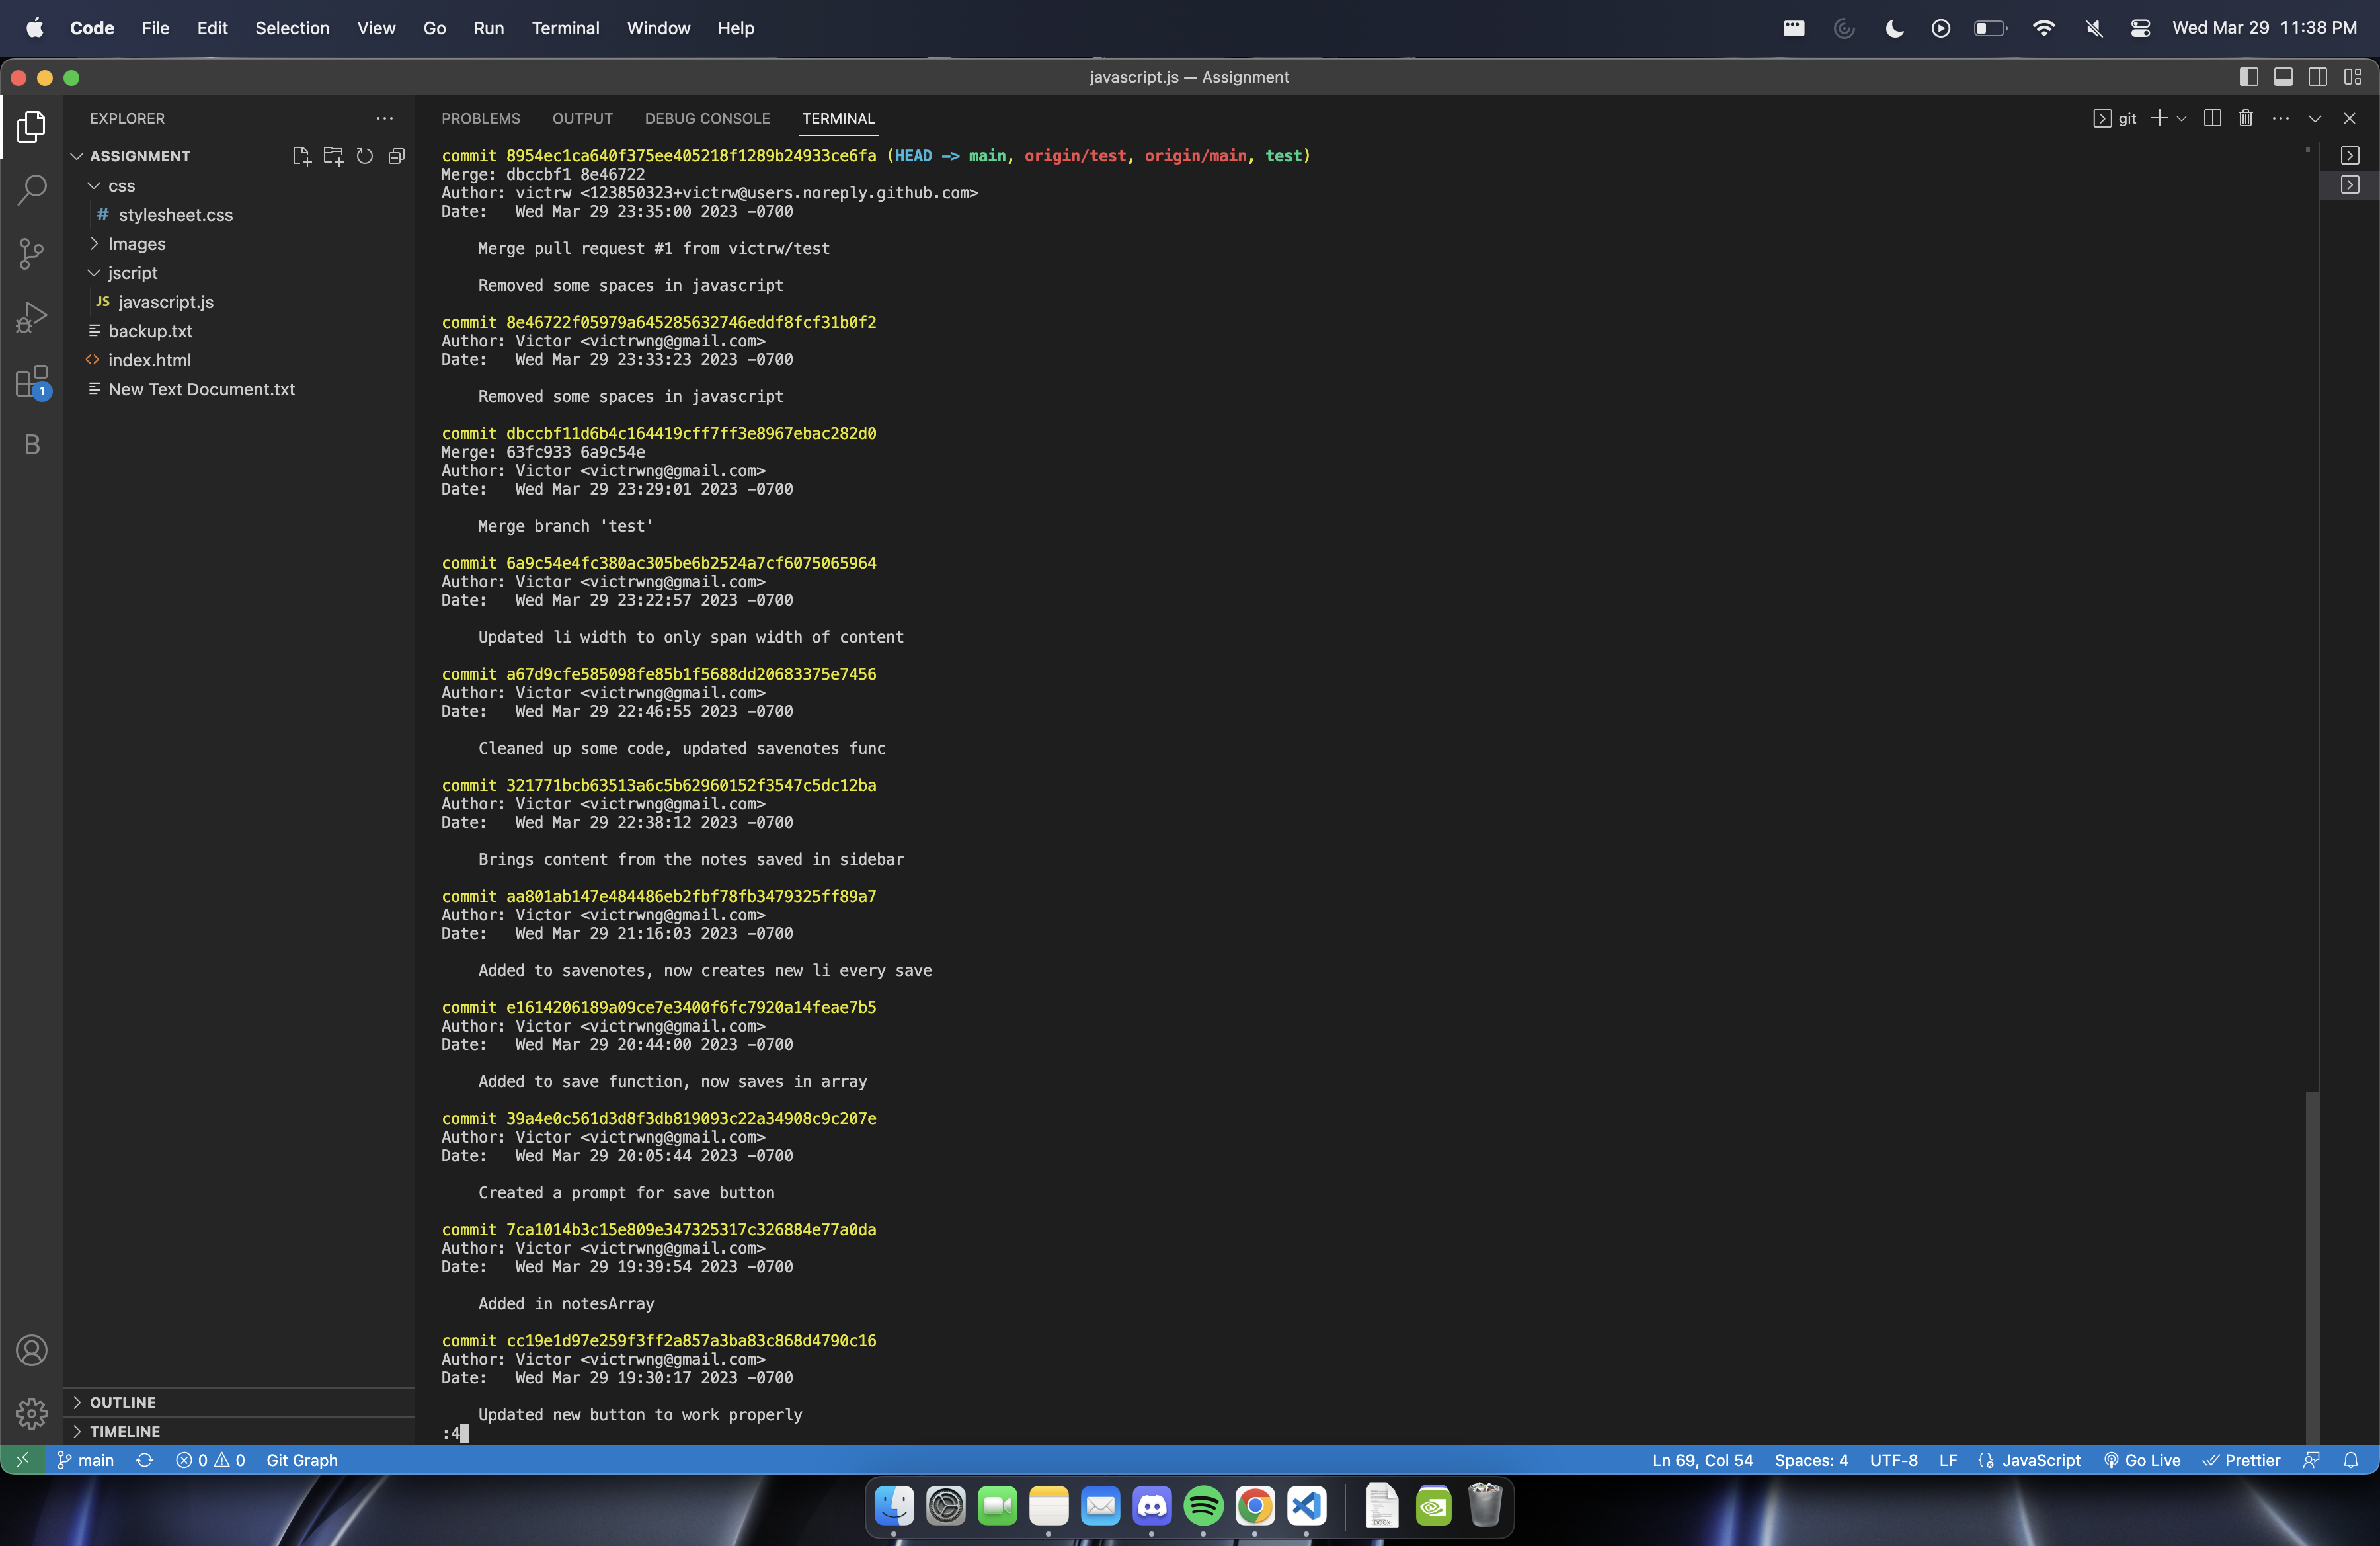 Code File Edit Selection View Go Run Terminal Window Help Wed Mar 29 11:38 PM
javascript.js — Assignment
EXPLORER
ASSIGNMENT
css
# stylesheet.css
Images
jscript
JS javascript.js
backup.txt
<> index.html
New Text Document.txt
1
B
OUTLINE
TIMELINE
PROBLEMS OUTPUT DEBUG CONSOLE TERMINAL git
commit 8954ec1ca640f375ee405218f1289b24933ce6fa (HEAD -> main, origin/test, origin/main, test)
Merge: dbccbf1 8e46722
Author: victrw <123850323+victrw@users.noreply.github.com>
Date:   Wed Mar 29 23:35:00 2023 -0700
Merge pull request #1 from victrw/test
Removed some spaces in javascript
commit 8e46722f05979a645285632746eddf8fcf31b0f2
Author: Victor <victrwng@gmail.com>
Date:   Wed Mar 29 23:33:23 2023 -0700
Removed some spaces in javascript
commit dbccbf11d6b4c164419cff7ff3e8967ebac282d0
Merge: 63fc933 6a9c54e
Author: Victor <victrwng@gmail.com>
Date:   Wed Mar 29 23:29:01 2023 -0700
Merge branch 'test'
commit 6a9c54e4fc380ac305be6b2524a7cf6075065964
Author: Victor <victrwng@gmail.com>
Date:   Wed Mar 29 23:22:57 2023 -0700
Updated li width to only span width of content
commit a67d9cfe585098fe85b1f5688dd20683375e7456
Author: Victor <victrwng@gmail.com>
Date:   Wed Mar 29 22:46:55 2023 -0700
Cleaned up some code, updated savenotes func
commit 321771bcb63513a6c5b62960152f3547c5dc12ba
Author: Victor <victrwng@gmail.com>
Date:   Wed Mar 29 22:38:12 2023 -0700
Brings content from the notes saved in sidebar
commit aa801ab147e484486eb2fbf78fb3479325ff89a7
Author: Victor <victrwng@gmail.com>
Date:   Wed Mar 29 21:16:03 2023 -0700
Added to savenotes, now creates new li every save
commit e1614206189a09ce7e3400f6fc7920a14feae7b5
Author: Victor <victrwng@gmail.com>
Date:   Wed Mar 29 20:44:00 2023 -0700
Added to save function, now saves in array
commit 39a4e0c561d3d8f3db819093c22a34908c9c207e
Author: Victor <victrwng@gmail.com>
Date:   Wed Mar 29 20:05:44 2023 -0700
Created a prompt for save button
commit 7ca1014b3c15e809e347325317c326884e77a0da
Author: Victor <victrwng@gmail.com>
Date:   Wed Mar 29 19:39:54 2023 -0700
Added in notesArray
commit cc19e1d97e259f3ff2a857a3ba83c868d4790c16
Author: Victor <victrwng@gmail.com>
Date:   Wed Mar 29 19:30:17 2023 -0700
Updated new button to work properly
:4
main 0 0 Git Graph Ln 69, Col 54 Spaces: 4 UTF-8 LF JavaScript Go Live Prettier
DOCX